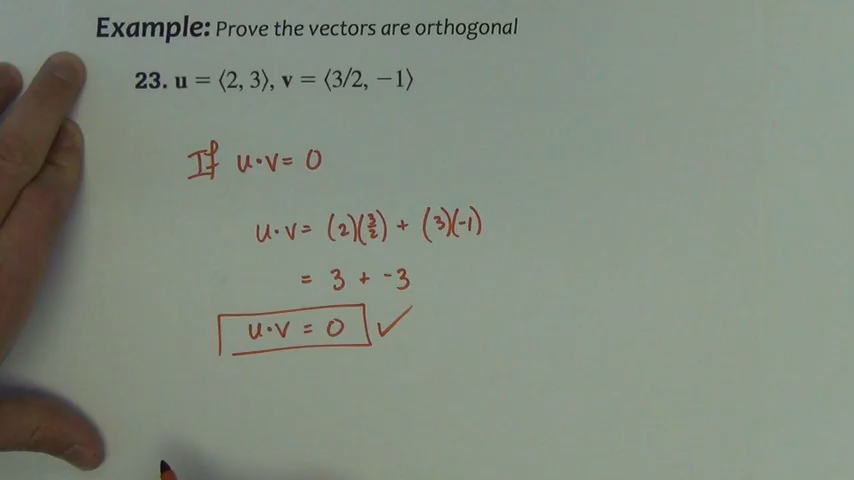 Example: Prove the vectors are orthogonal
23. u = ⟨2, 3⟩, v = ⟨3/2, −1⟩
If u·v = 0
u·v = (2)(3/2) + (3)(-1)
= 3 + -3
u·v = 0 ✓